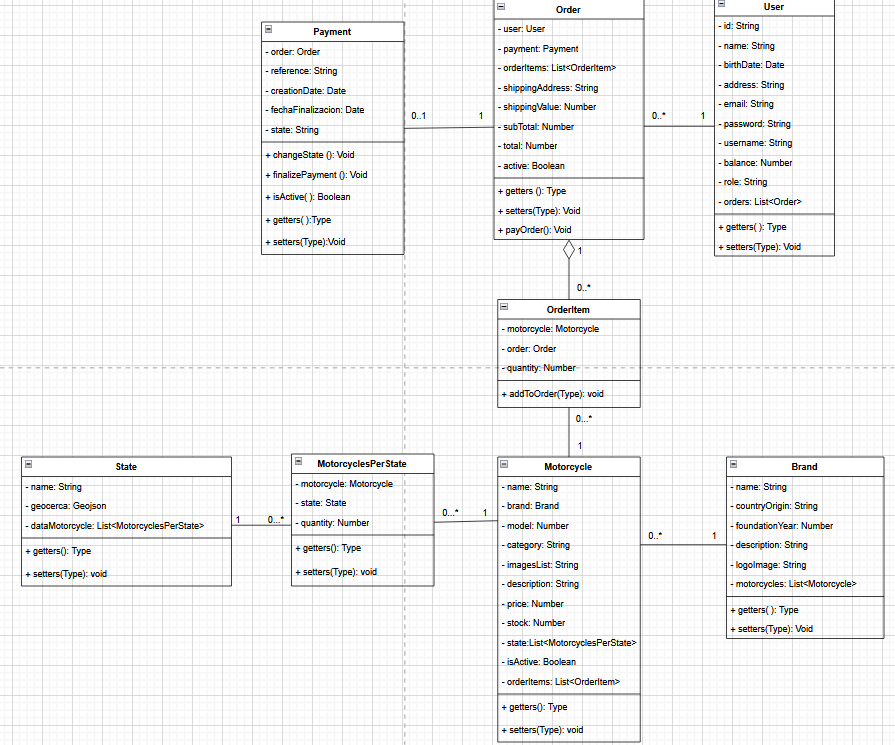 Payment
- order: Order
- reference: String
- creationDate: Date
- fechaFinalizacion: Date
- state: String
+ changeState (): Void
+ finalizePayment (): Void
+ isActive( ): Boolean
+ getters( ):Type
+ setters(Type):Void
0..1
1
Order
- user: User
- payment: Payment
- orderItems: List<OrderItem>
- shippingAddress: String
- shippingValue: Number
- subTotal: Number
- total: Number
- active: Boolean
+ getters (): Type
+ setters(Type): Void
+ payOrder(): Void
0..*
1
User
- id: String
- name: String
- birthDate: Date
- address: String
- email: String
- password: String
- username: String
- balance: Number
- role: String
- orders: List<Order>
+ getters( ): Type
+ setters(Type): Void
1
0..*
OrderItem
- motorcycle: Motorcycle
- order: Order
- quantity: Number
+ addToOrder(Type): void
0...*
1
State
- name: String
- geocerca: Geojson
- dataMotorcycle: List<MotorcyclesPerState>
+ getters(): Type
+ setters(Type): void
1
0...*
MotorcyclesPerState
- motorcycle: Motorcycle
- state: State
- quantity: Number
+ getters(): Type
+ setters(Type): void
0...*
1
Motorcycle
- name: String
- brand: Brand
- model: Number
- category: String
- imagesList: String
- description: String
- price: Number
- stock: Number
- state:List<MotorcyclesPerState>
- isActive: Boolean
- orderItems: List<OrderItem>
+ getters(): Type
+ setters(Type): void
0..*
1
Brand
- name: String
- countryOrigin: String
- foundationYear: Number
- description: String
- logoImage: String
- motorcycles: List<Motorcycle>
+ getters( ): Type
+ setters(Type): Void